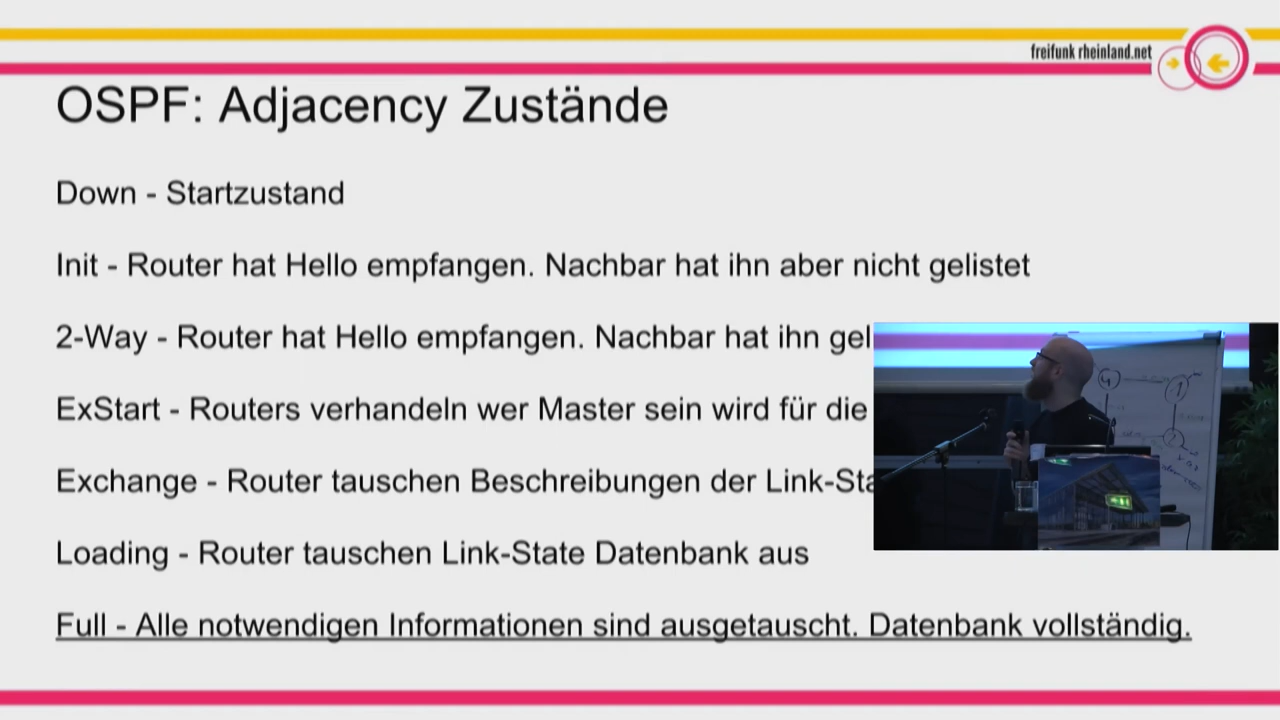 freifunk rheinland.net
OSPF: Adjacency Zustände
Down - Startzustand
Init - Router hat Hello empfangen. Nachbar hat ihn aber nicht gelistet
2-Way - Router hat Hello empfangen. Nachbar hat ihn
ExStart - Routers verhandeln wer Master sein wird für die
Exchange - Router tauschen Beschreibungen der
Loading - Router tauschen Link-State Datenbank aus
Full - Alle notwendigen Informationen sind ausgetauscht. Datenbank vollständig.